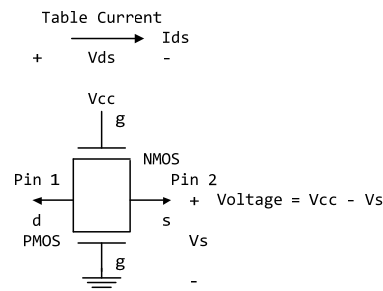 Table Current
Ids
+ Vds -
Vcc
g
NMOS
Pin 1 Pin 2
+ Voltage = Vcc - Vs
d s
PMOS Vs
g
-